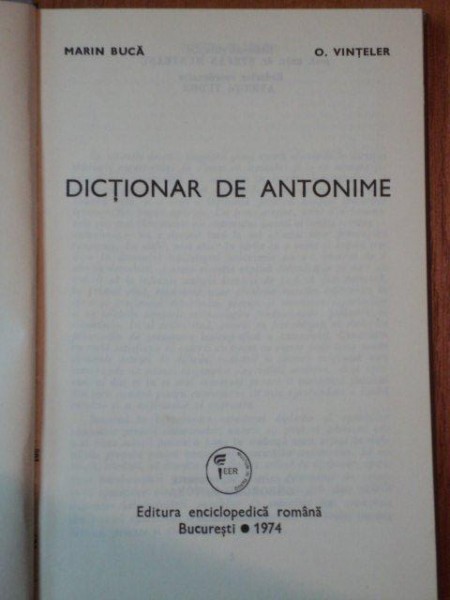 MARIN BUCĂ
O. VINȚELER
DICȚIONAR DE ANTONIME
EER
Editura enciclopedică română
București ● 1974